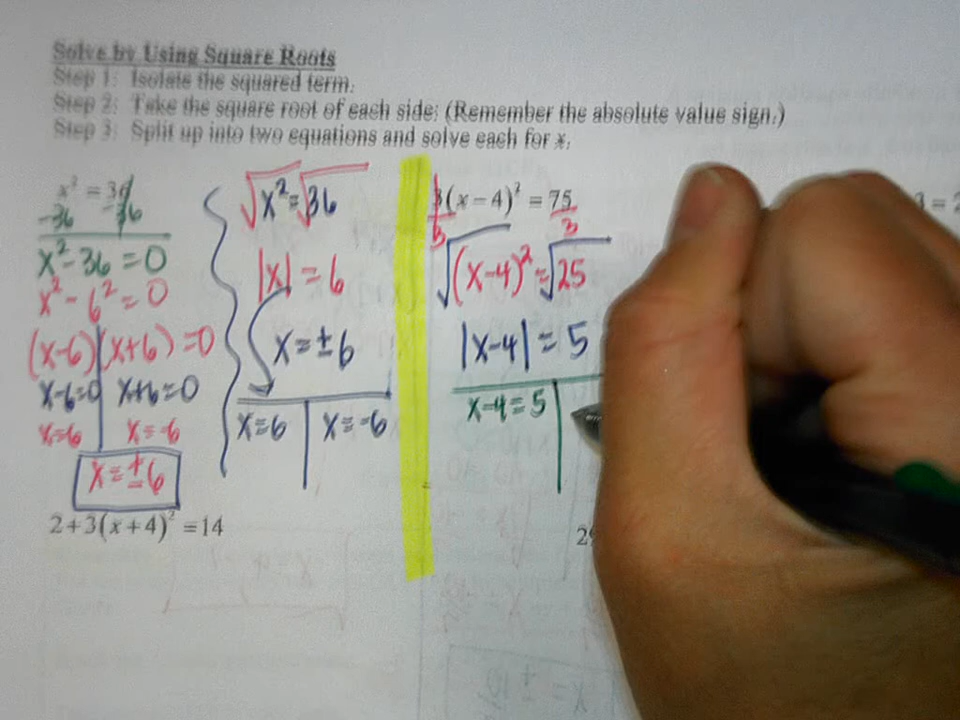 Solve by Using Square Roots
Step 1: Isolate the squared term.
Step 2: Take the square root of each side: (Remember the absolute value sign.)
Step 3: Split up into two equations and solve each for x.
x² = 36
-36 -36
x² - 36 = 0
x² - 6² = 0
(x-6)(x+6) = 0
x-6=0 x+6=0
x=6 x=-6
x=±6
√x² = √36
|x| = 6
x = ±6
x=6 x=-6
3(x-4)² = 75
3 3
√(x-4)² = √25
|x-4| = 5
x-4=5
2+3(x+4)² =14